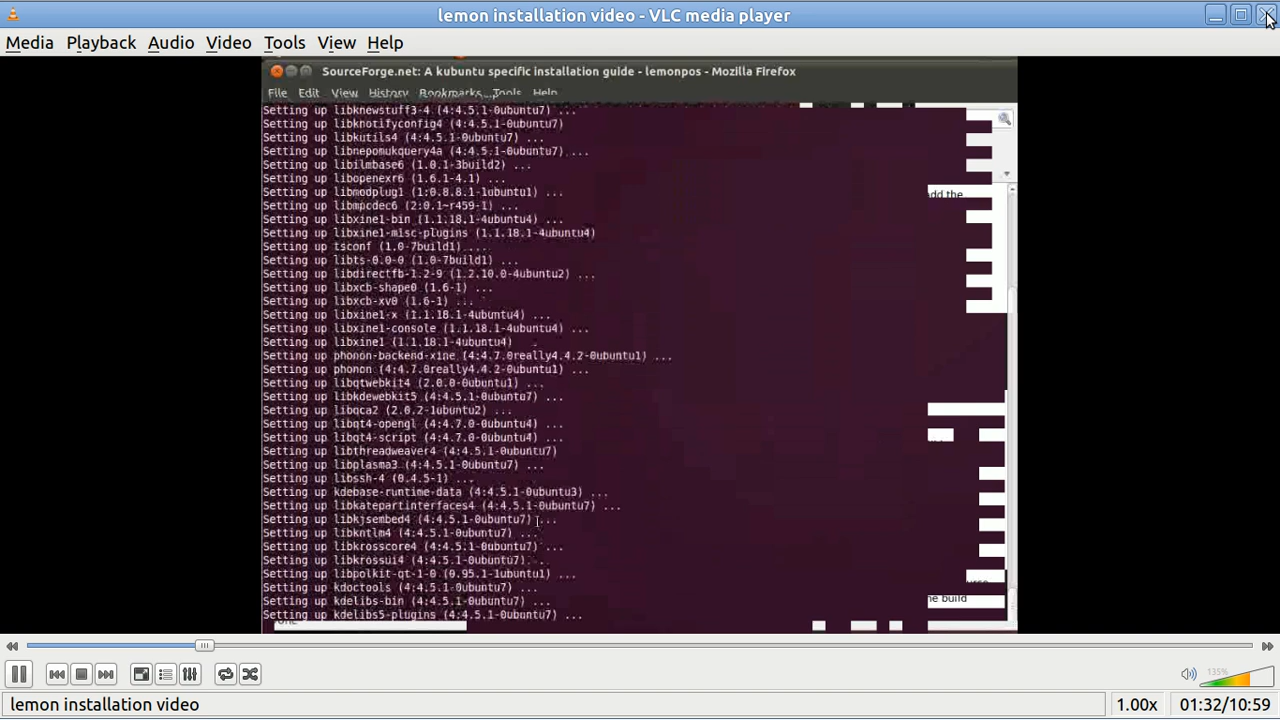 lemon installation video - VLC media player
Media Playback Audio Video Tools View Help
SourceForge.net: A kubuntu specific installation guide - lemonpos - Mozilla Firefox
File Edit View History Bookmarks Tools Help
Setting up libknewstuff3-4 (4:4.5.1-0ubuntu7) ...
Setting up libknotifyconfig4 (4:4.5.1-0ubuntu7)
Setting up libkutils4 (4:4.5.1-0ubuntu7) ...
Setting up libnepomukquery4a (4:4.5.1-0ubuntu7) ...
Setting up libilmbase6 (1.0.1-3build2) ...
Setting up libopenexr6 (1.6.1-4.1) ...
Setting up libmodplug1 (1:0.8.8.1-1ubuntu1) ...
add the
Setting up libmpcdec6 (2:0.1~r459-1) ...
Setting up libxine1-bin (1.1.18.1-4ubuntu4) ...
Setting up libxine1-misc-plugins (1.1.18.1-4ubuntu4)
Setting up tsconf (1.0-7build1) ...
Setting up libts-0.0-0 (1.0-7build1) ...
Setting up libdirectfb-1.2-9 (1.2.10.0-4ubuntu2) ...
Setting up libxcb-shape0 (1.6-1) ...
Setting up libxcb-xv0 (1.6-1) ...
Setting up libxine1-x (1.1.18.1-4ubuntu4) ...
Setting up libxine1-console (1.1.18.1-4ubuntu4) ...
Setting up libxine1 (1.1.18.1-4ubuntu4) ...
Setting up phonon-backend-xine (4:4.7.0really4.4.2-0ubuntu1) ...
Setting up phonon (4:4.7.0really4.4.2-0ubuntu1) ...
Setting up libqtwebkit4 (2.0.0-0ubuntu1) ...
Setting up libkdewebkit5 (4:4.5.1-0ubuntu7) ...
Setting up libqca2 (2.0.2-1ubuntu2) ...
Setting up libqt4-opengl (4:4.7.0-0ubuntu4) ...
Setting up libqt4-script (4:4.7.0-0ubuntu4) ...
Setting up libthreadweaver4 (4:4.5.1-0ubuntu7)
Setting up libplasma3 (4:4.5.1-0ubuntu7) ...
Setting up libssh-4 (0.4.5-1) ...
Setting up kdebase-runtime-data (4:4.5.1-0ubuntu3) ...
Setting up libkatepartinterfaces4 (4:4.5.1-0ubuntu7) ...
Setting up libkjsembed4 (4:4.5.1-0ubuntu7) ...
Setting up libkntlm4 (4:4.5.1-0ubuntu7) ...
Setting up libkrosscore4 (4:4.5.1-0ubuntu7) ...
Setting up libkrossui4 (4:4.5.1-0ubuntu7) ...
Setting up libpolkit-qt-1-0 (0.95.1-1ubuntu1) ...
Setting up kdoctools (4:4.5.1-0ubuntu7) ...
Setting up kdelibs-bin (4:4.5.1-0ubuntu7) ...
he build
Setting up kdelibs5-plugins (4:4.5.1-0ubuntu7) ...
135%
lemon installation video 1.00x 01:32/10:59